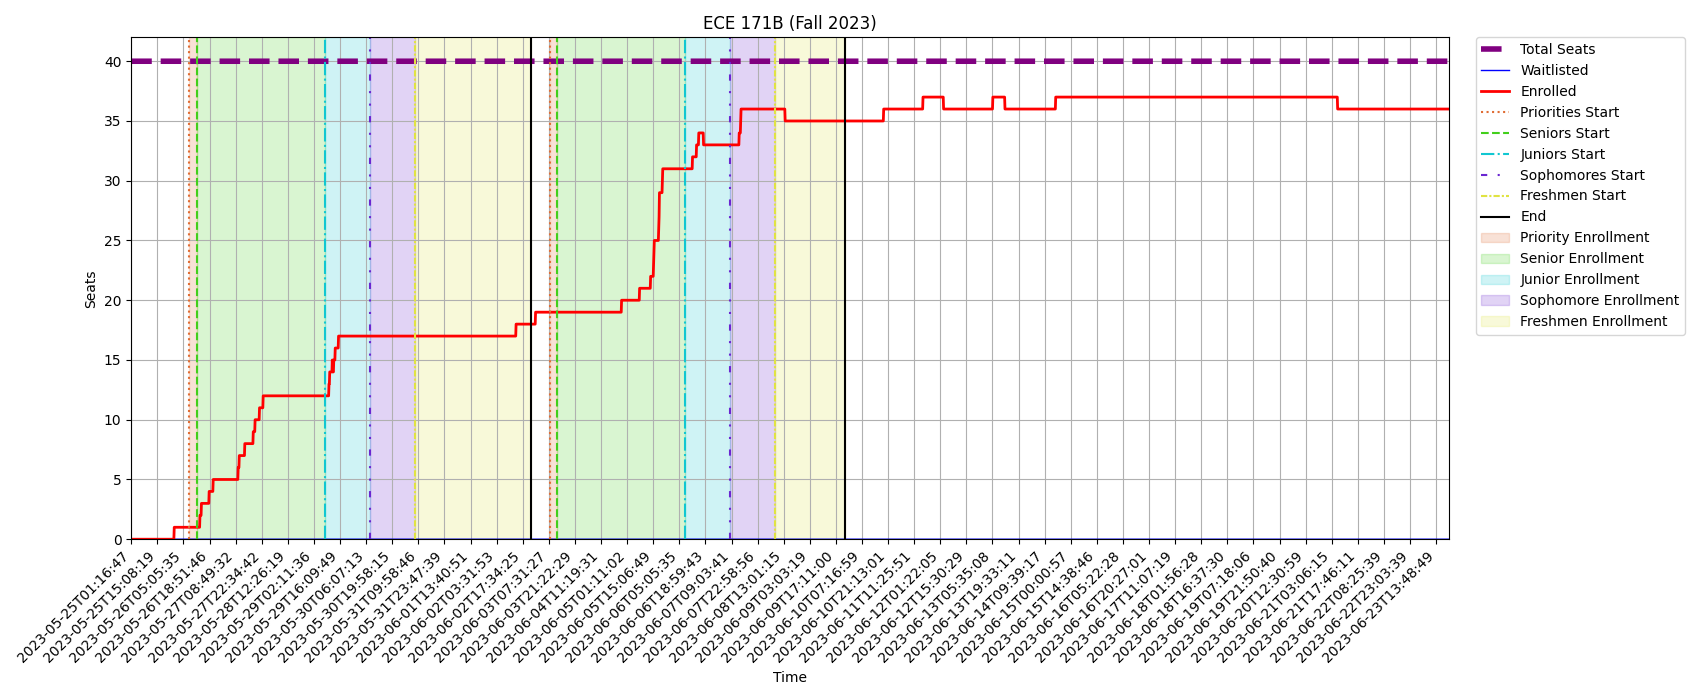 ECE 171B (Fall 2023)
Seats
40
35
30
25
20
15
10
5
0
2023-05-25T01:16:47
2023-05-25T15:08:19
2023-05-26T05:05:35
2023-05-26T18:51:46
2023-05-27T08:49:32
2023-05-27T22:34:42
2023-05-28T12:26:19
2023-05-29T02:11:36
2023-05-29T16:09:49
2023-05-30T06:07:13
2023-05-30T19:58:15
2023-05-31T09:58:46
2023-05-31T23:47:39
2023-06-01T13:40:51
2023-06-02T03:31:53
2023-06-02T17:34:25
2023-06-03T07:31:27
2023-06-03T21:22:29
2023-06-04T11:19:31
2023-06-05T01:11:02
2023-06-05T15:06:49
2023-06-06T05:05:35
2023-06-06T18:59:43
2023-06-07T09:03:41
2023-06-07T22:58:56
2023-06-08T13:01:15
2023-06-09T03:03:19
2023-06-09T17:11:00
2023-06-10T07:16:59
2023-06-10T21:13:01
2023-06-11T11:25:51
2023-06-12T01:22:05
2023-06-12T15:30:29
2023-06-13T05:35:08
2023-06-13T19:33:11
2023-06-14T09:39:17
2023-06-15T00:00:57
2023-06-15T14:38:46
2023-06-16T05:22:28
2023-06-16T20:27:01
2023-06-17T11:07:19
2023-06-18T01:56:28
2023-06-18T16:37:30
2023-06-19T07:18:06
2023-06-19T21:50:40
2023-06-20T12:30:59
2023-06-21T03:06:15
2023-06-21T17:46:11
2023-06-22T08:25:39
2023-06-22T23:03:39
2023-06-23T13:48:49
Time
Total Seats
Waitlisted
Enrolled
Priorities Start
Seniors Start
Juniors Start
Sophomores Start
Freshmen Start
End
Priority Enrollment
Senior Enrollment
Junior Enrollment
Sophomore Enrollment
Freshmen Enrollment